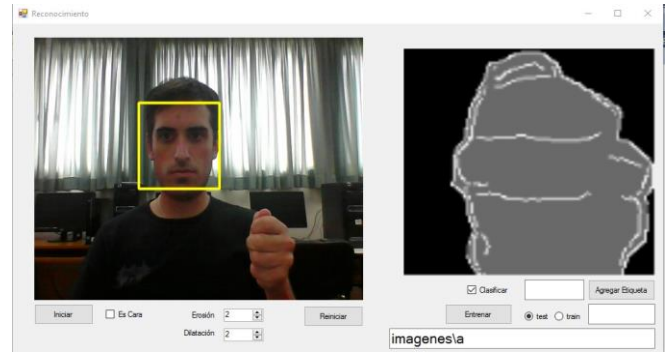 Reconocimiento
Clasificar
Agregar Etiqueta
Iniciar
Es Cara
Erosión 2
Reiniciar
Entrenar
test
train
Dilatación 2
imagenes\a